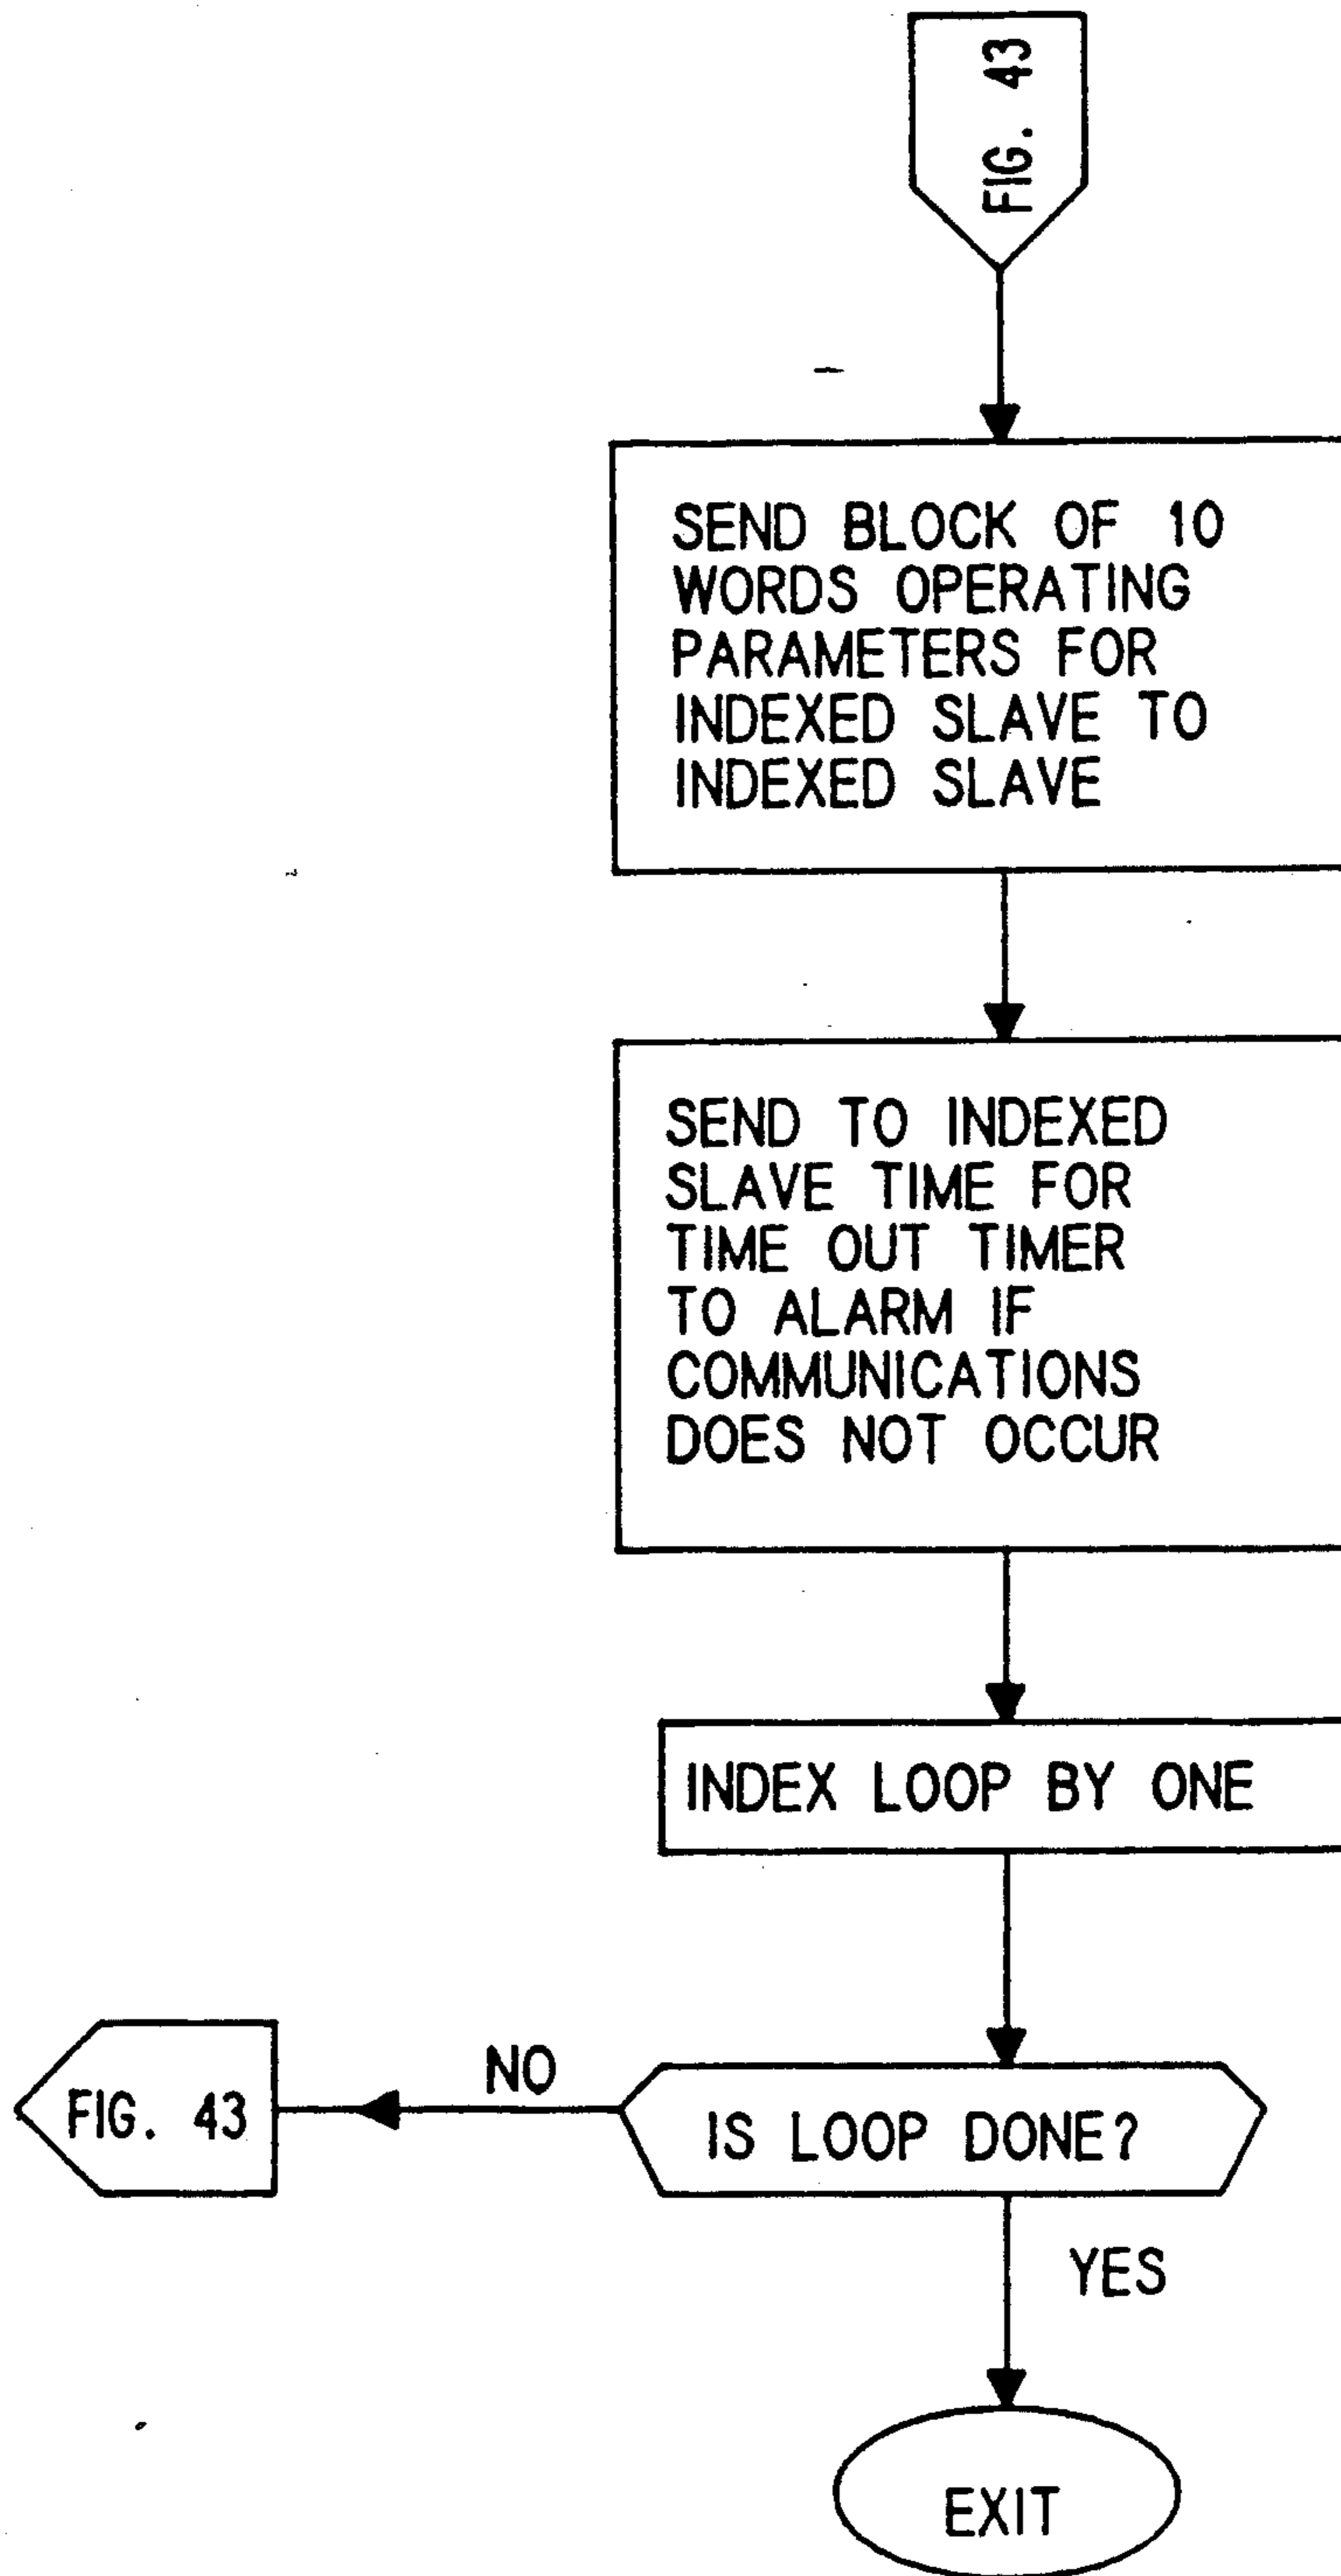 FIG. 43
SEND BLOCK OF 10
WORDS OPERATING
PARAMETERS FOR
INDEXED SLAVE TO
INDEXED SLAVE
SEND TO INDEXED
SLAVE TIME FOR
TIME OUT TIMER
TO ALARM IF
COMMUNICATIONS
DOES NOT OCCUR
INDEX LOOP BY ONE
NO
FIG. 43
IS LOOP DONE?
YES
EXIT